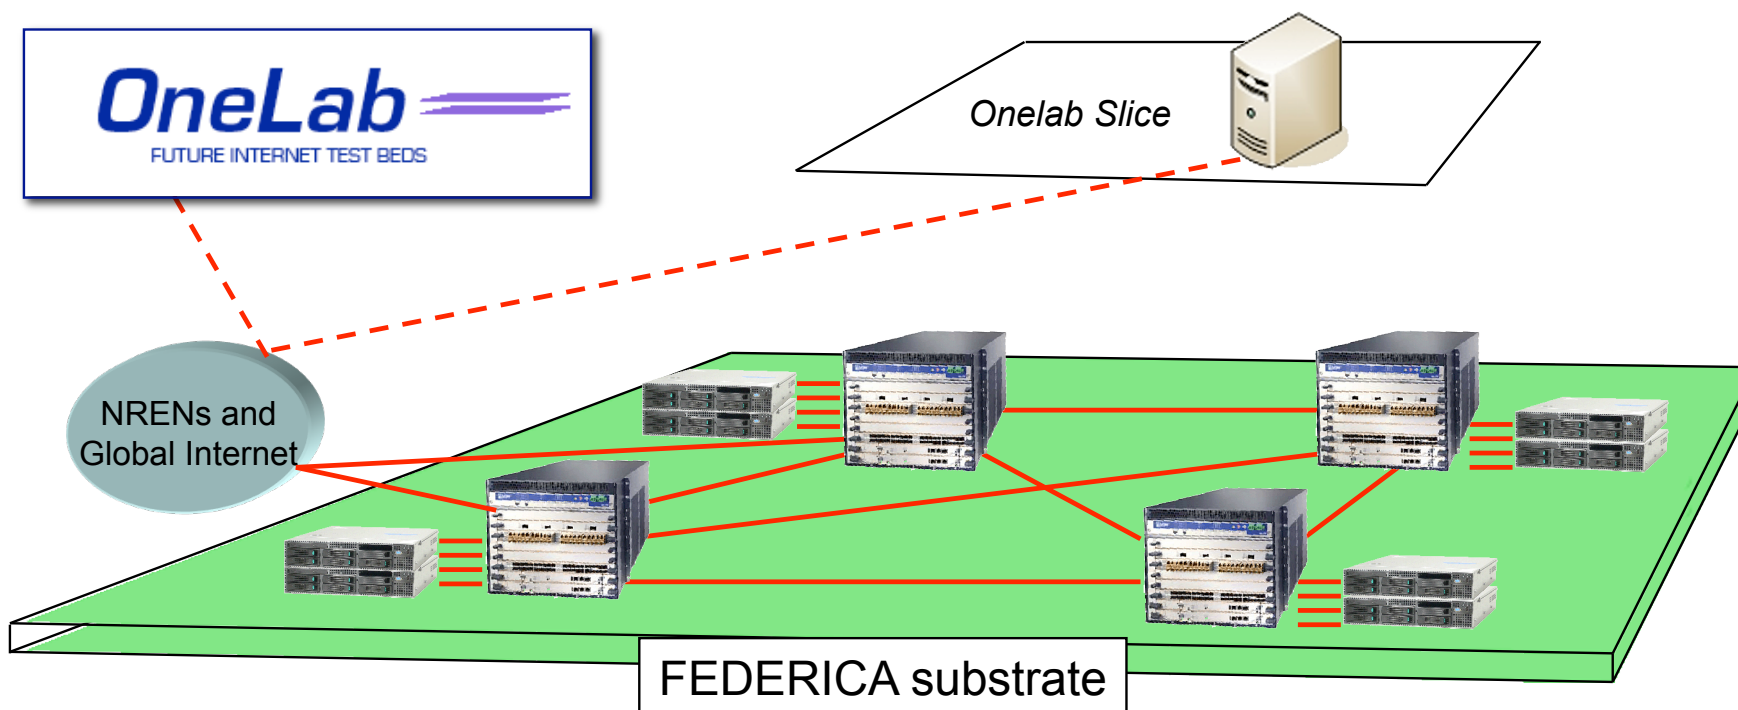 OneLab
FUTURE INTERNET TEST BEDS
Onelab Slice
NRENs and
Global Internet
FEDERICA substrate